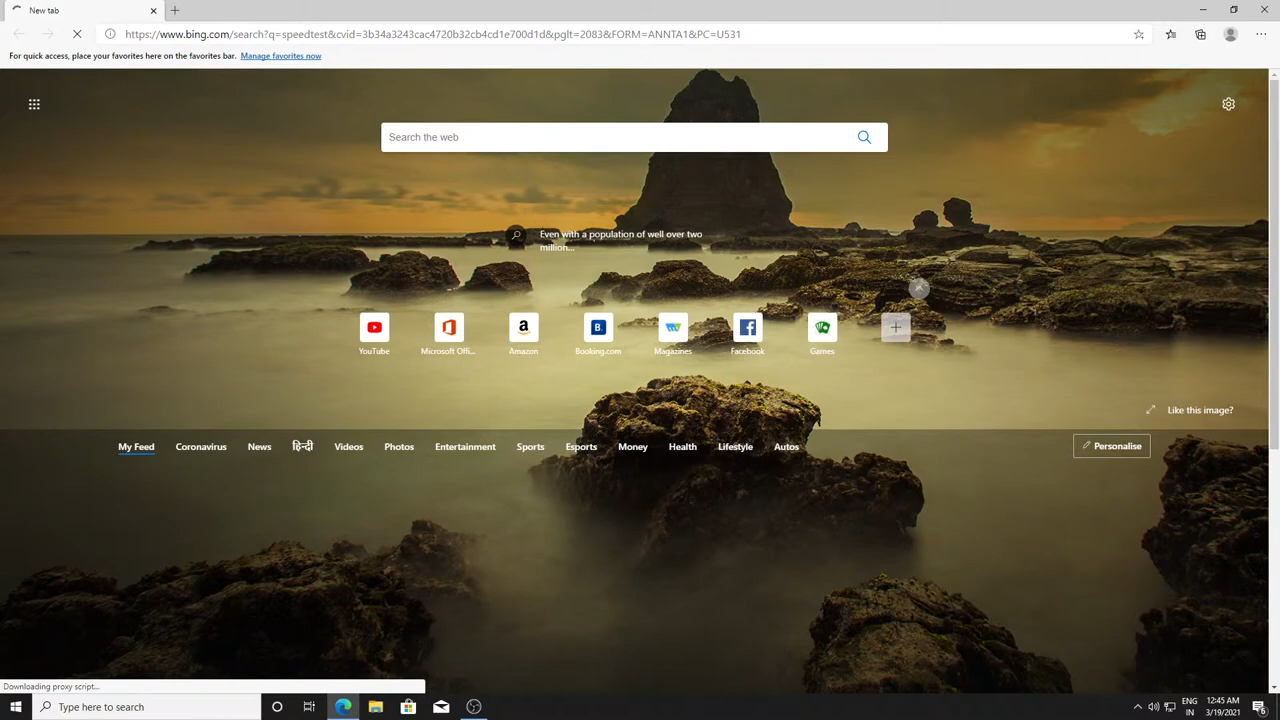 New tab
https://www.bing.com/search?q=speedtest&cvid=3b34a3243cac4720b32cb4cd1e700d1d&pglt=2083&FORM=ANNTA1&PC=U531
For quick access, place your favorites here on the favorites bar. Manage favorites now
Search the web
Even with a population of well over two
million...
YouTube Microsoft Offi... Amazon Booking.com Magazines Facebook Games
Like this image?
My Feed Coronavirus News हिन्दी Videos Photos Entertainment Sports Esports Money Health Lifestyle Autos Personalise
Downloading proxy script...
Type here to search
ENG 12:45 AM
IN 3/19/2021 6